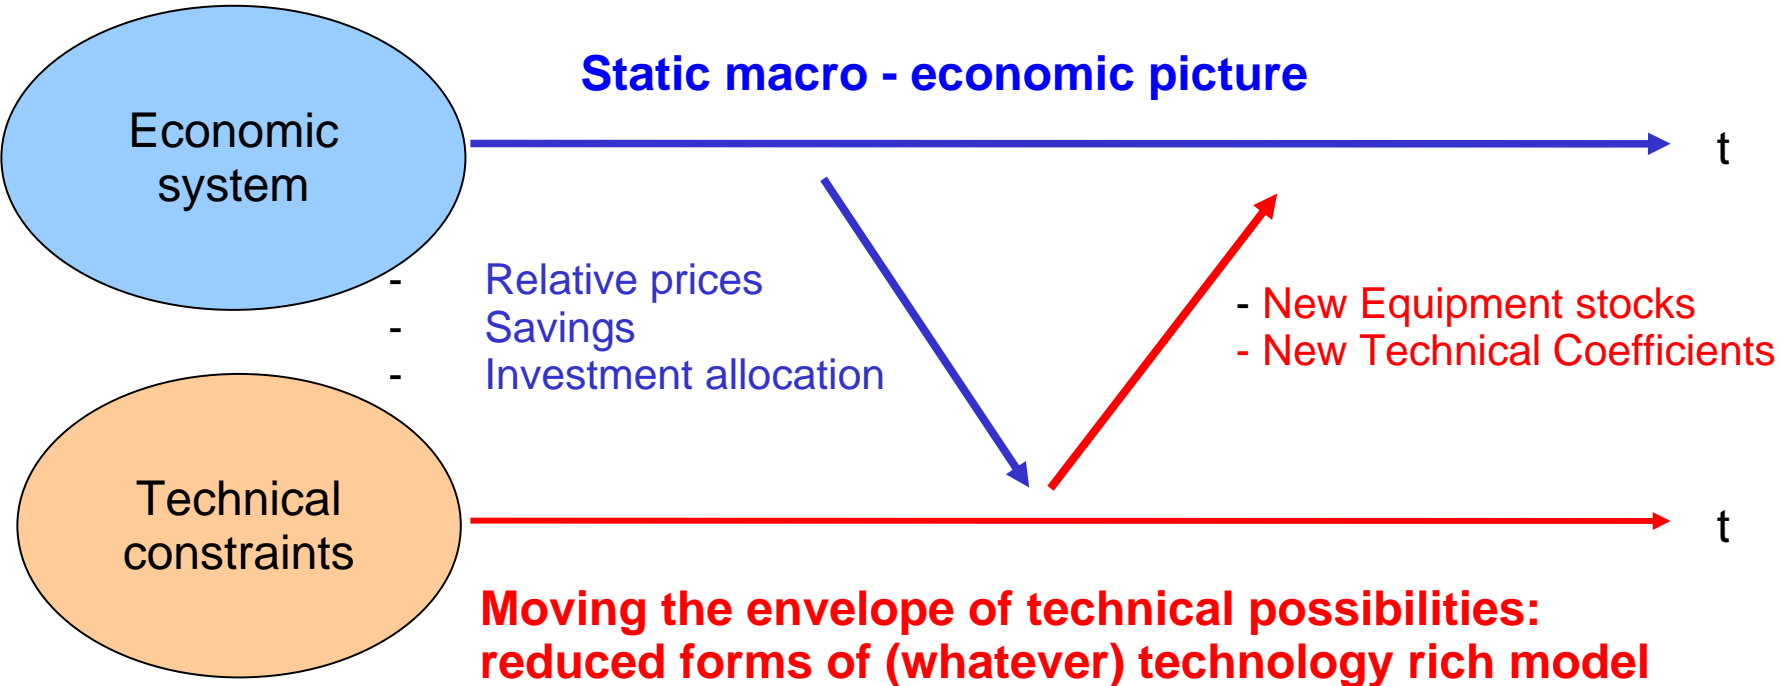 Static macro - economic picture
Economic
system
t
- Relative prices
- Savings
- Investment allocation
- New Equipment stocks
- New Technical Coefficients
Technical
constraints
t
Moving the envelope of technical possibilities:
reduced forms of (whatever) technology rich model